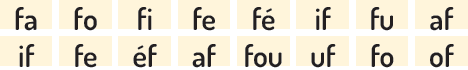 fa fo fi fe fé if fu af
if fe éf af fou uf fo of